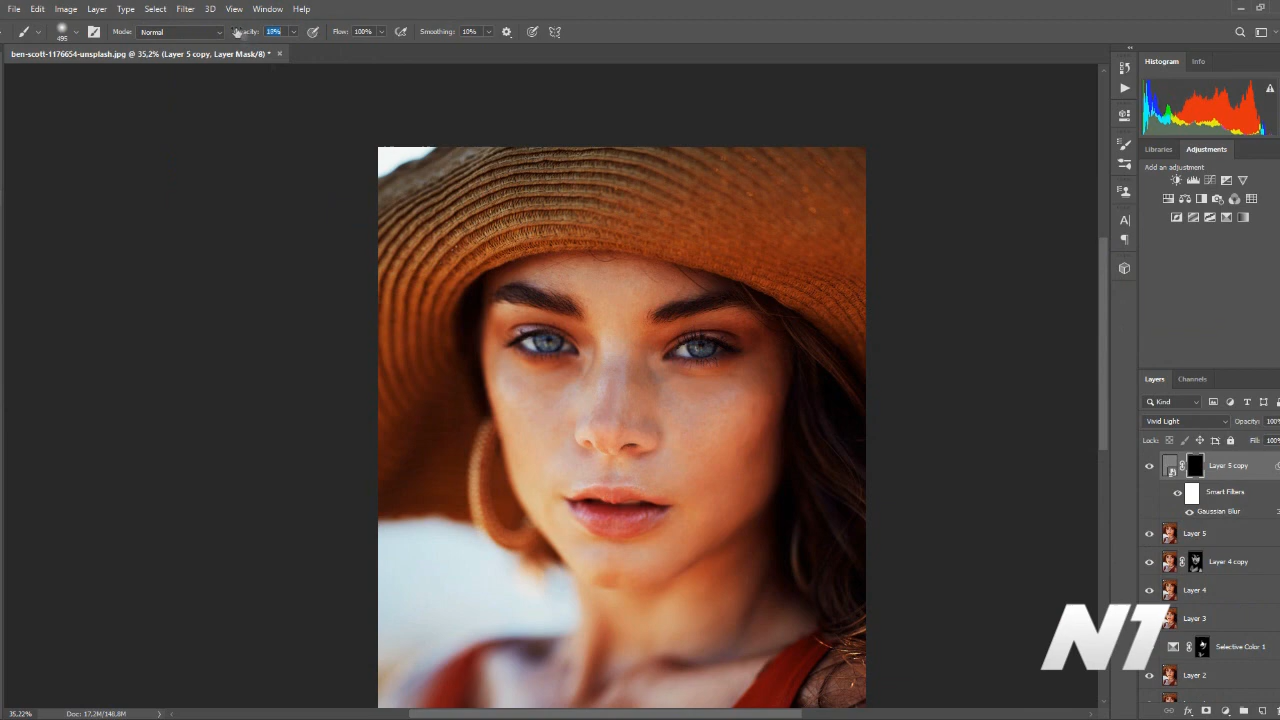 File Edit Image Layer Type Select Filter 3D View Window Help
495 Mode: Normal Opacity: Flow: 100% Smoothing: 10%
ben-scott-1176654-unsplash.jpg @ 35,2% (Layer 5 copy, Layer Mask/8) * ×
Histogram Info
Libraries Adjustments
Add an adjustment
Layers Channels
Kind
Vivid Light Opacity: 100%
Lock: Fill: 100%
Layer 5 copy
Smart Filters
Gaussian Blur
Layer 5
Layer 4 copy
Layer 4
Layer 3
Selective Color 1
Layer 2
N1
35,22% Doc: 17,2M/148,8M